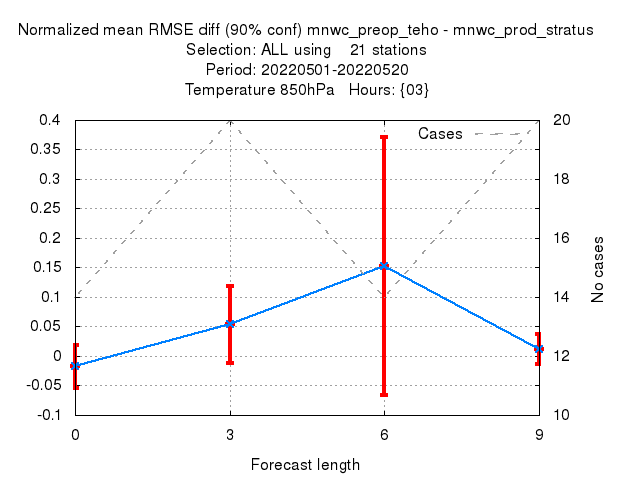 Normalized mean RMSE diff (90% conf) mnwc_preop_teho - mnwc_prod_stratus
Selection: ALL using 21 stations
Period: 20220501-20220520
Temperature 850hPa Hours: {03}
Cases
0.4
0.35
0.3
0.25
0.2
0.15
0.1
0.05
0
-0.05
-0.1
20
18
16
14
12
10
No cases
0 3 6 9
Forecast length